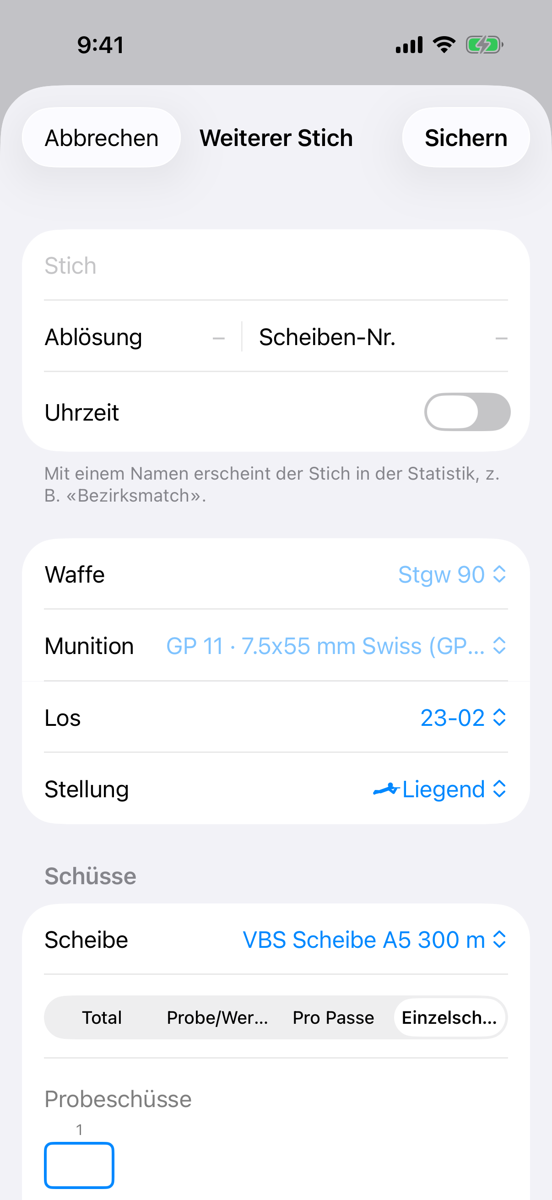 9:41
Abbrechen Weiterer Stich Sichern
Stich
Ablösung – Scheiben-Nr. –
Uhrzeit
Mit einem Namen erscheint der Stich in der Statistik, z.
B. «Bezirksmatch».
Waffe Stgw 90
Munition GP 11 · 7.5x55 mm Swiss (GP...
Los 23-02
Stellung Liegend
Schüsse
Scheibe VBS Scheibe A5 300 m
Total Probe/Wer... Pro Passe Einzelsch...
Probeschüsse
1